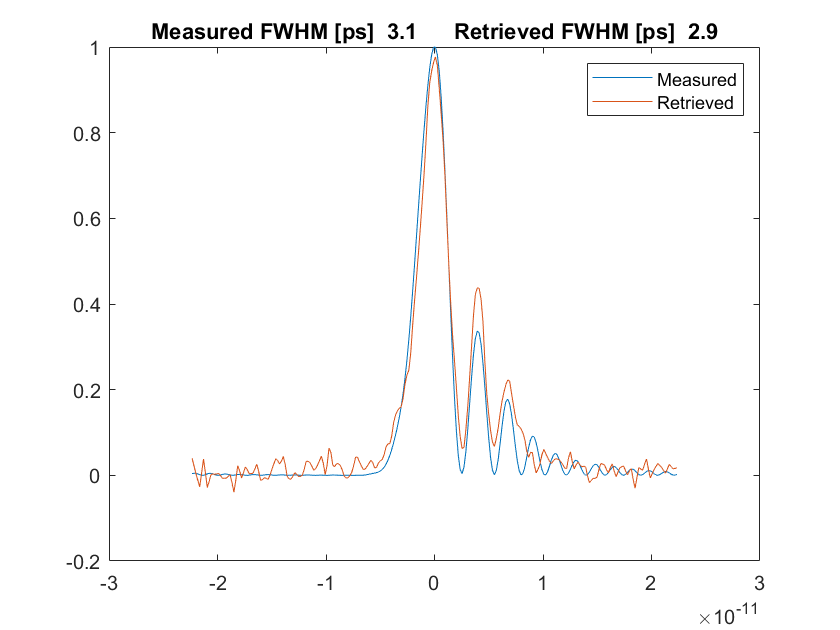 Measured FWHM [ps]  3.1      Retrieved FWHM [ps]  2.9
Measured
Retrieved
1
0.8
0.6
0.4
0.2
0
-0.2
-3 -2 -1 0 1 2 3
×10⁻¹¹